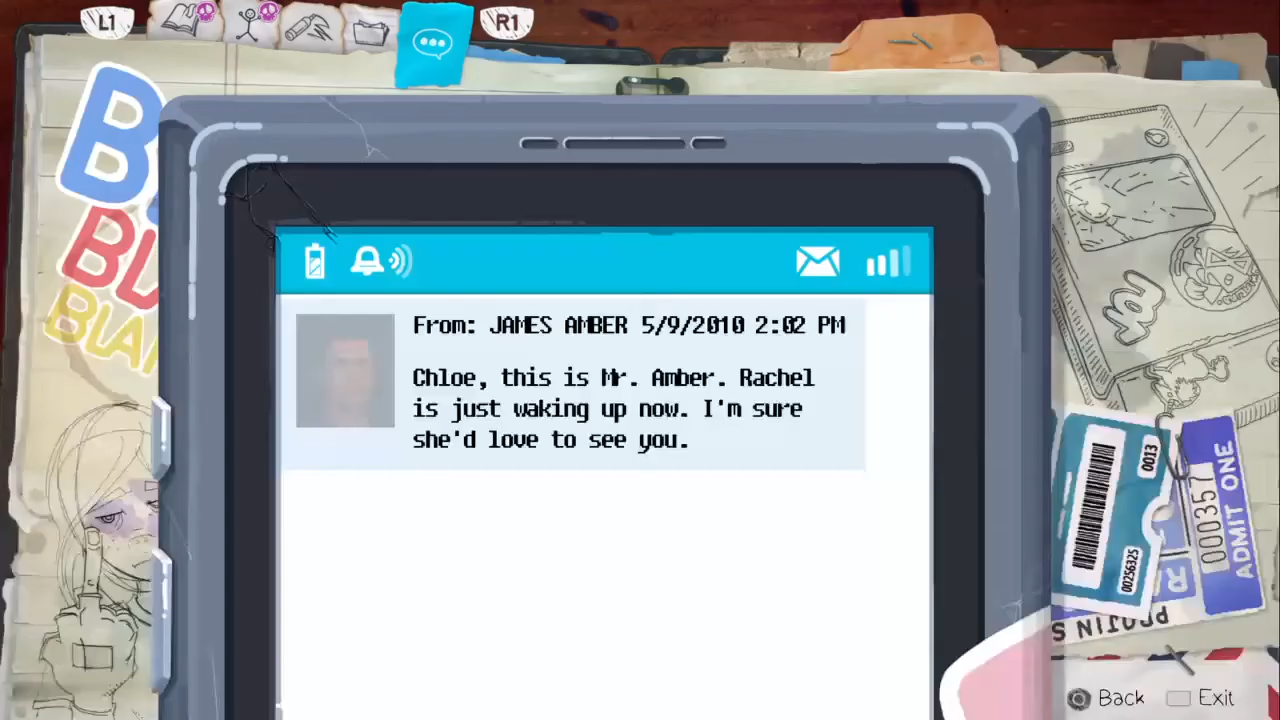 L1
R1
From: JAMES AMBER 5/9/2010 2:02 PM
Chloe, this is Mr. Amber. Rachel
is just waking up now. I'm sure
she'd love to see you.
0013
00256325
000357
ADMIT ONE
Back
Exit